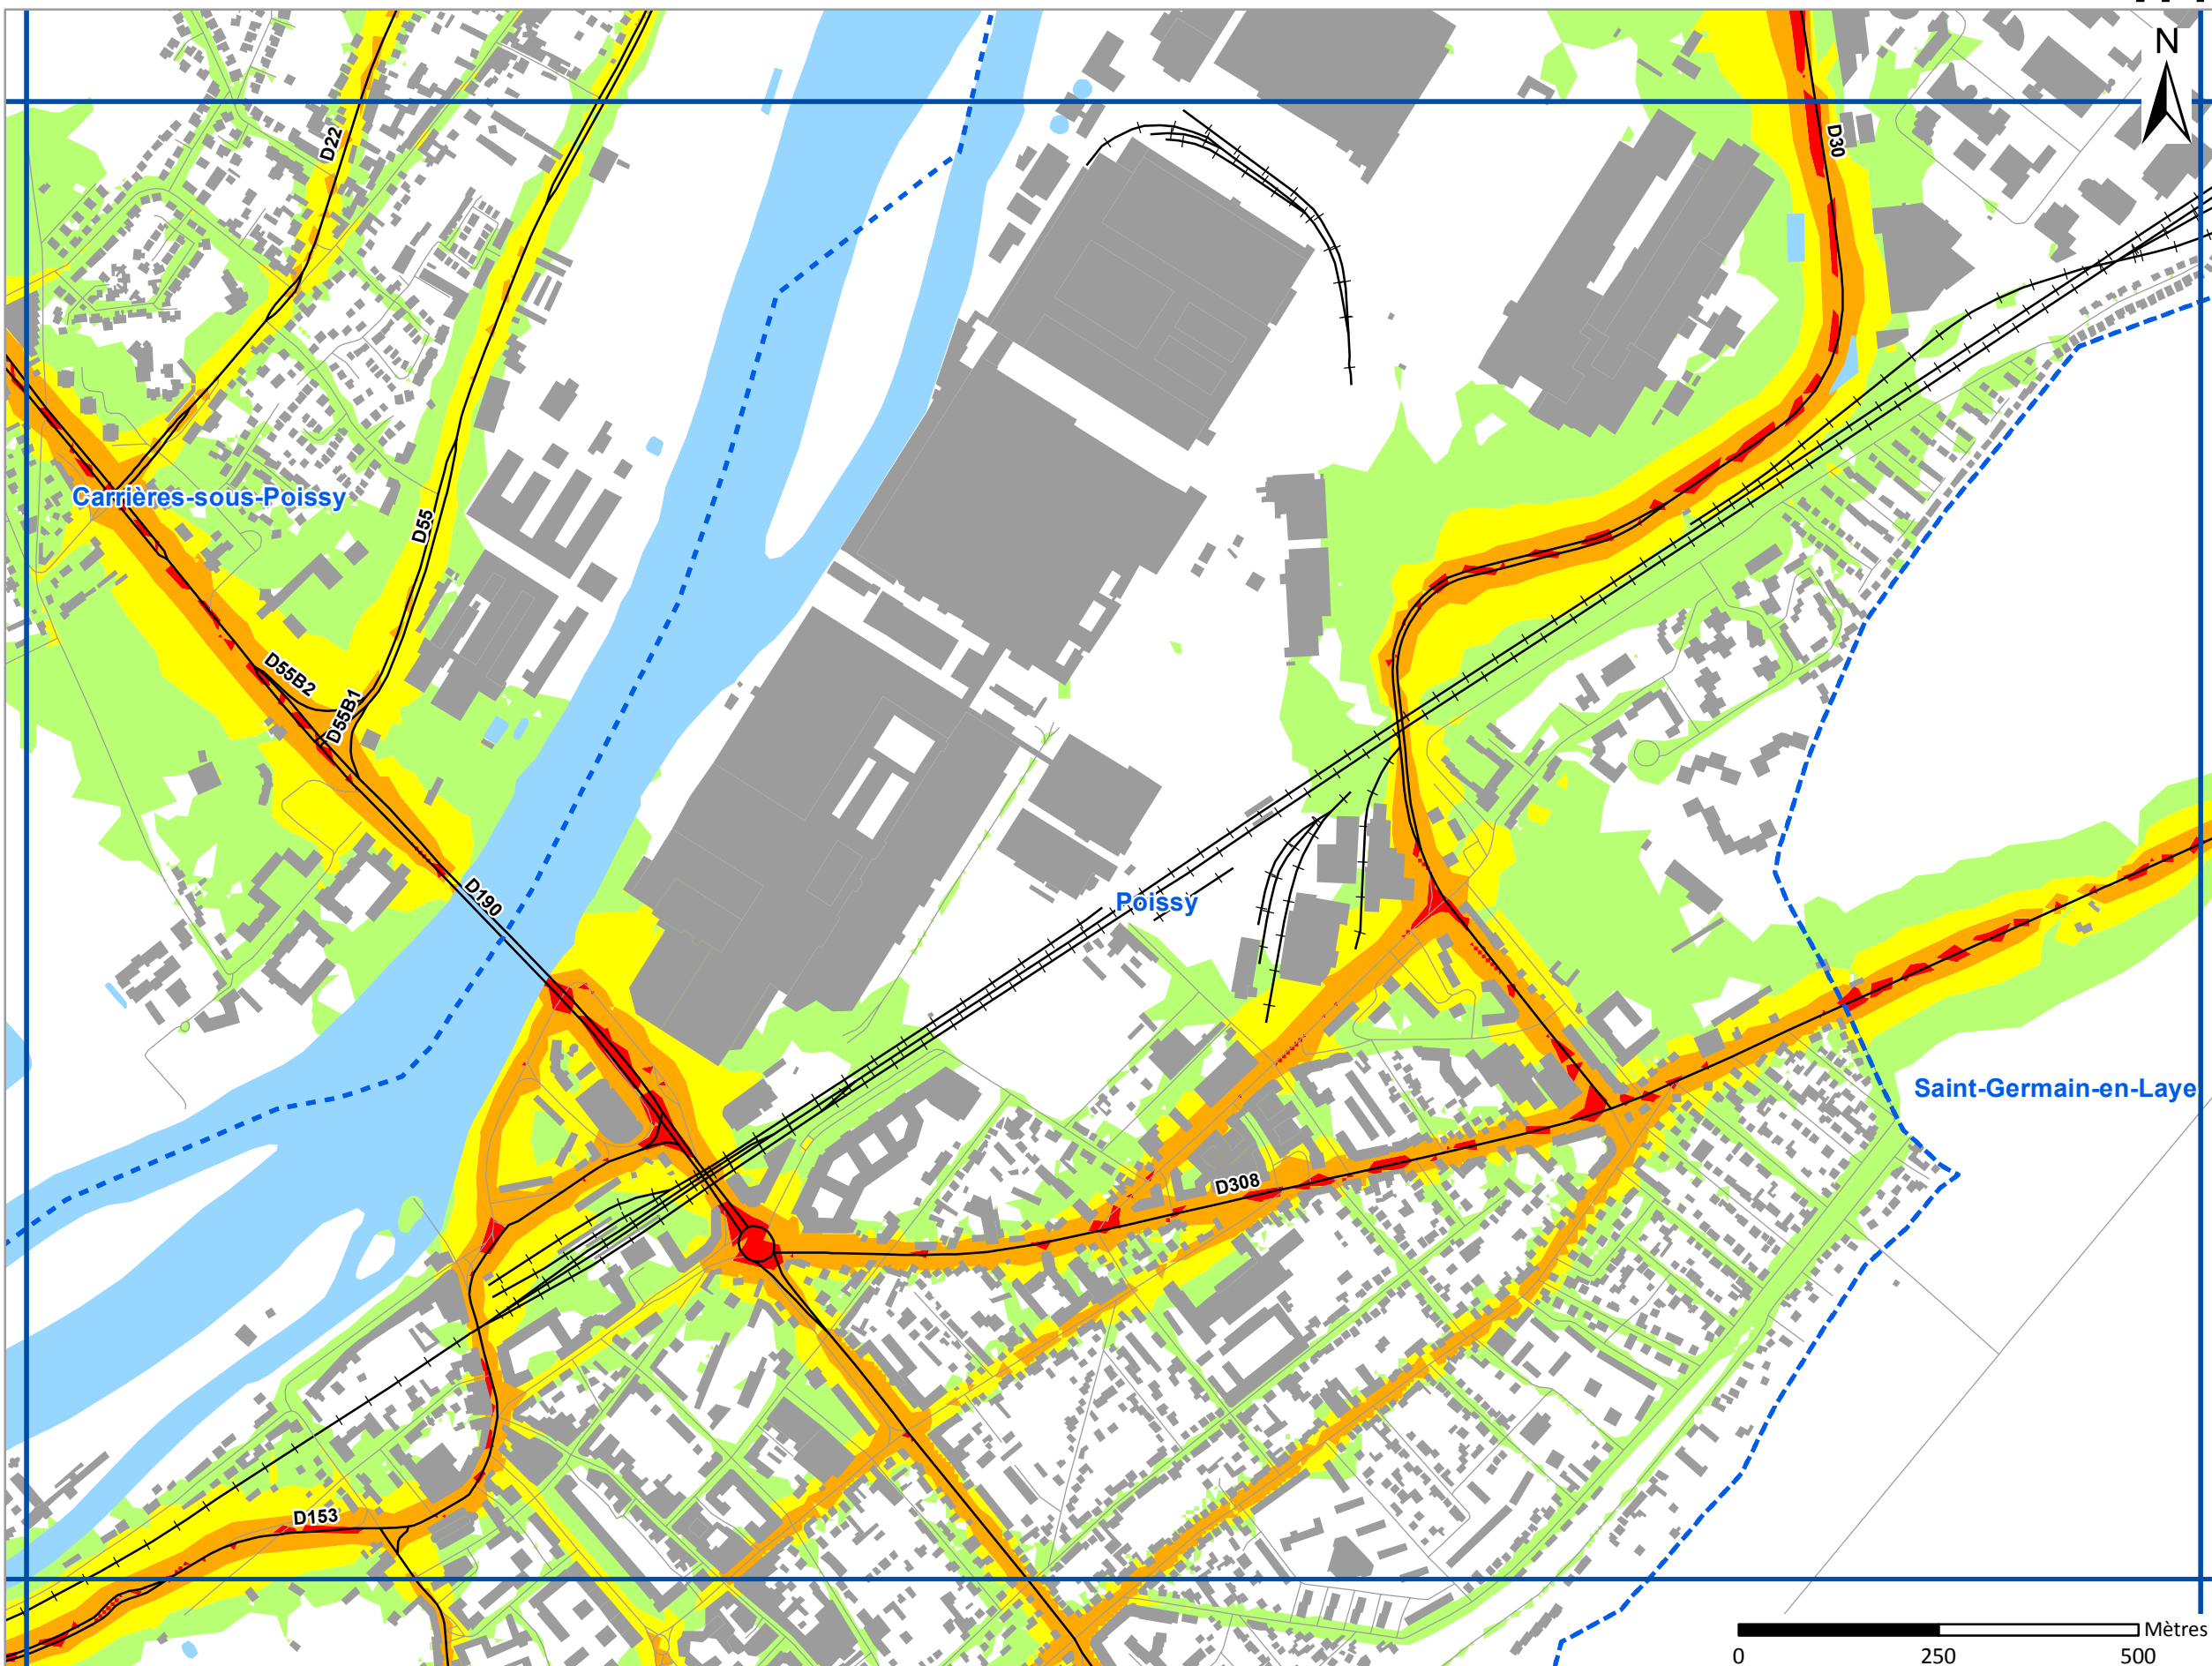 N
D22
D30
Carrières-sous-Poissy
D55
D55B2
D55B1
D190
Poissy
Saint-Germain-en-Laye
D308
D153
Mètres
0 250 500